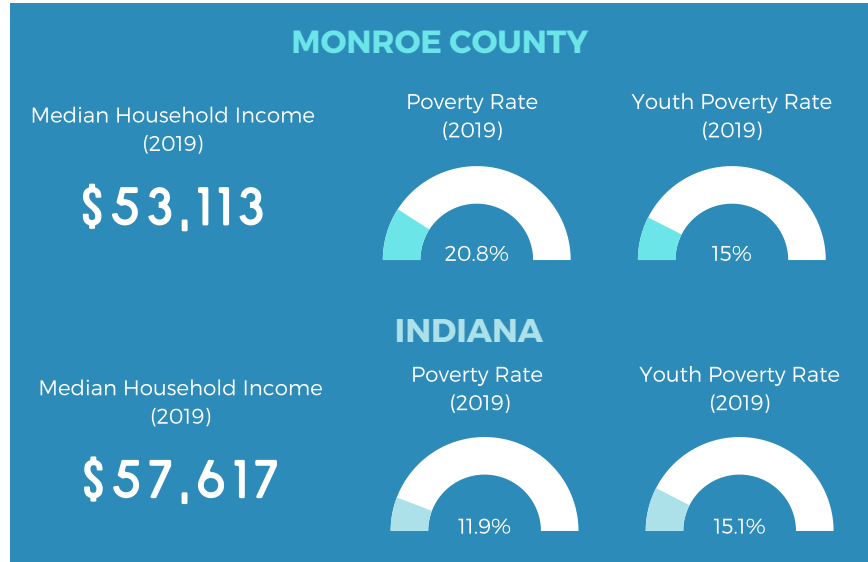 MONROE COUNTY
Median Household Income
(2019)
$53,113
Poverty Rate
(2019)
20.8%
Youth Poverty Rate
(2019)
15%
INDIANA
Median Household Income
(2019)
$57,617
Poverty Rate
(2019)
11.9%
Youth Poverty Rate
(2019)
15.1%